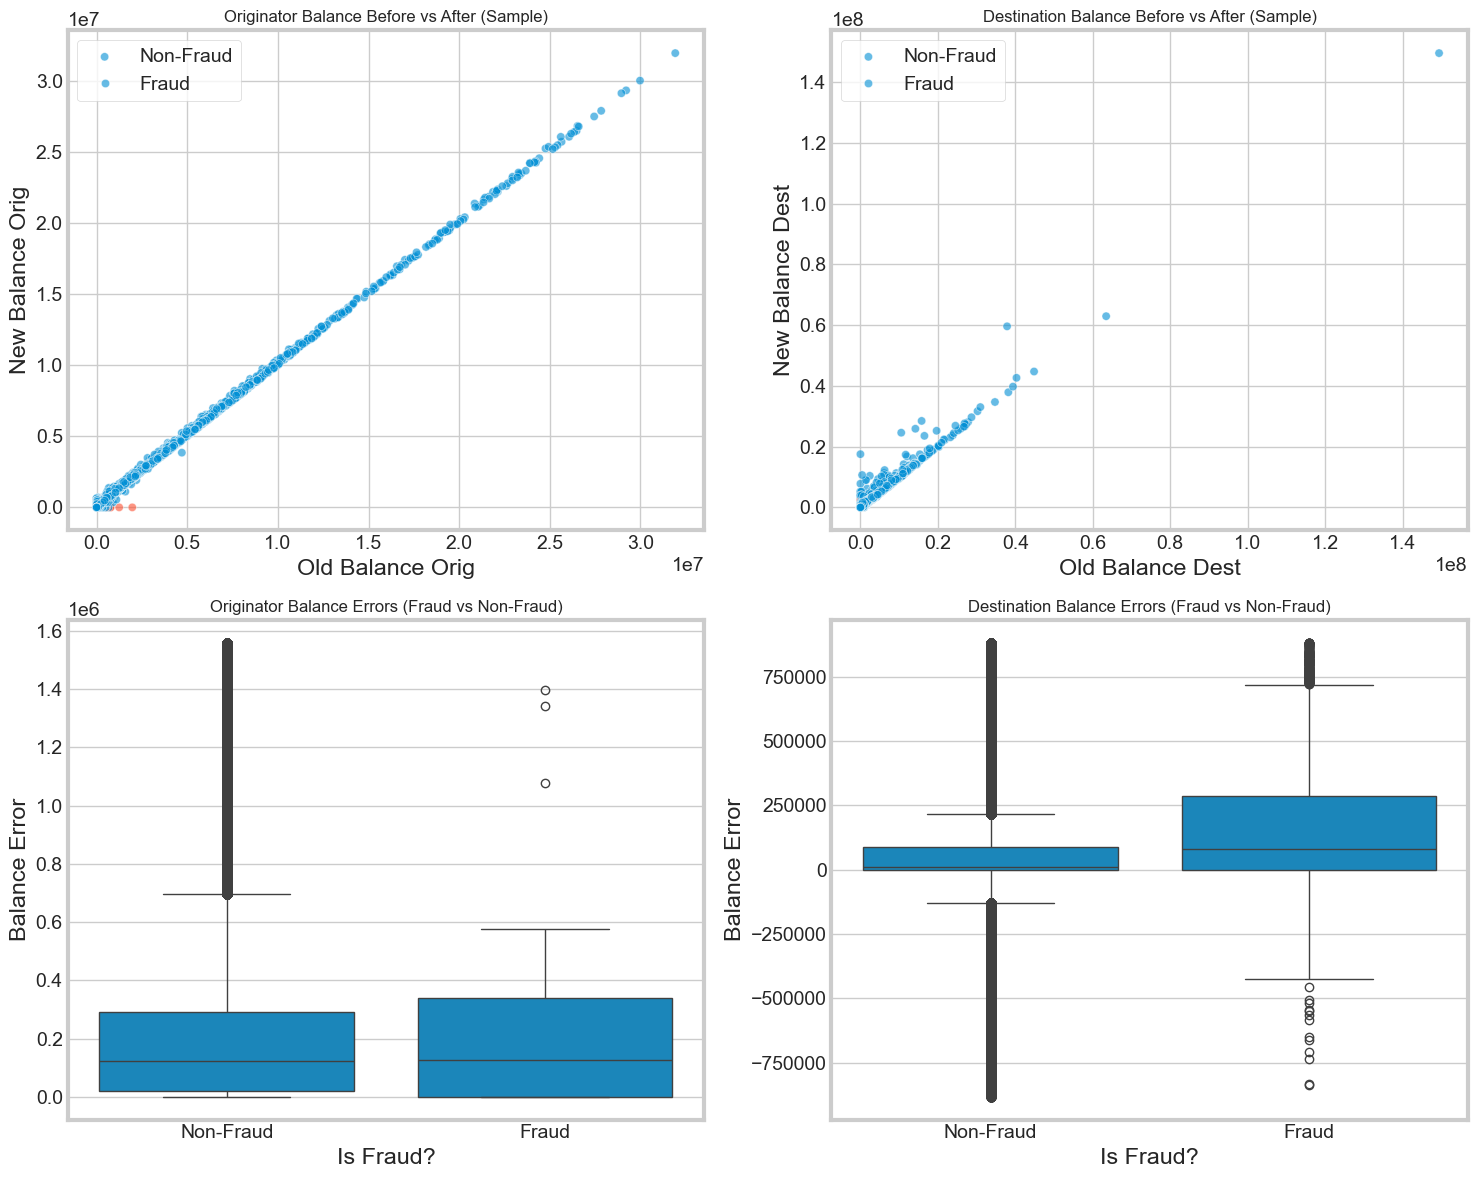 Originator Balance Before vs After (Sample)
1e7
Non-Fraud
Fraud
3.0
2.5
2.0
1.5
1.0
0.5
0.0
New Balance Orig
0.0 0.5 1.0 1.5 2.0 2.5 3.0
1e7
Old Balance Orig
Destination Balance Before vs After (Sample)
1e8
Non-Fraud
Fraud
1.4
1.2
1.0
0.8
0.6
0.4
0.2
0.0
New Balance Dest
0.0 0.2 0.4 0.6 0.8 1.0 1.2 1.4
1e8
Old Balance Dest
Originator Balance Errors (Fraud vs Non-Fraud)
1e6
1.6
1.4
1.2
1.0
0.8
0.6
0.4
0.2
0.0
Balance Error
Non-Fraud Fraud
Is Fraud?
Destination Balance Errors (Fraud vs Non-Fraud)
750000
500000
250000
0
−250000
−500000
−750000
Balance Error
Non-Fraud Fraud
Is Fraud?